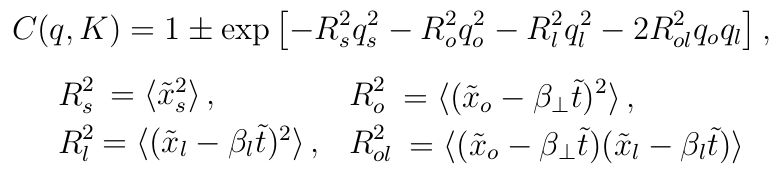 C(q, K) = 1 ± exp [−R_s^2 q_s^2 − R_o^2 q_o^2 − R_l^2 q_l^2 − 2R_{ol}^2 q_o q_l] ,
R_s^2 = ⟨x̃_s^2⟩ , R_o^2 = ⟨(x̃_o − β_⊥ t̃)^2⟩ ,
R_l^2 = ⟨(x̃_l − β_l t̃)^2⟩ , R_{ol}^2 = ⟨(x̃_o − β_⊥ t̃)(x̃_l − β_l t̃)⟩